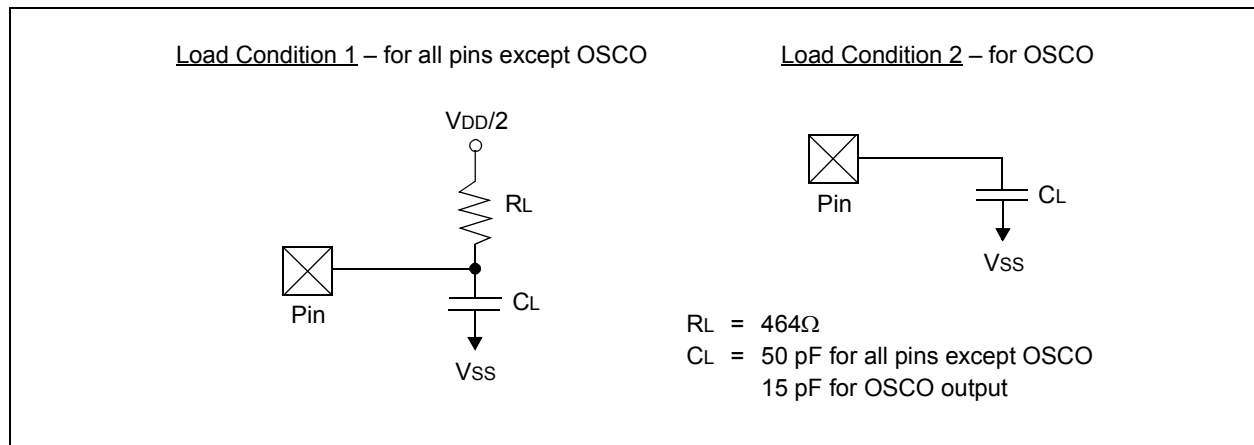 Load Condition 1 – for all pins except OSCO
VDD/2
RL
Pin
CL
VSS
Load Condition 2 – for OSCO
Pin
CL
VSS
RL = 464Ω
CL = 50 pF for all pins except OSCO
15 pF for OSCO output